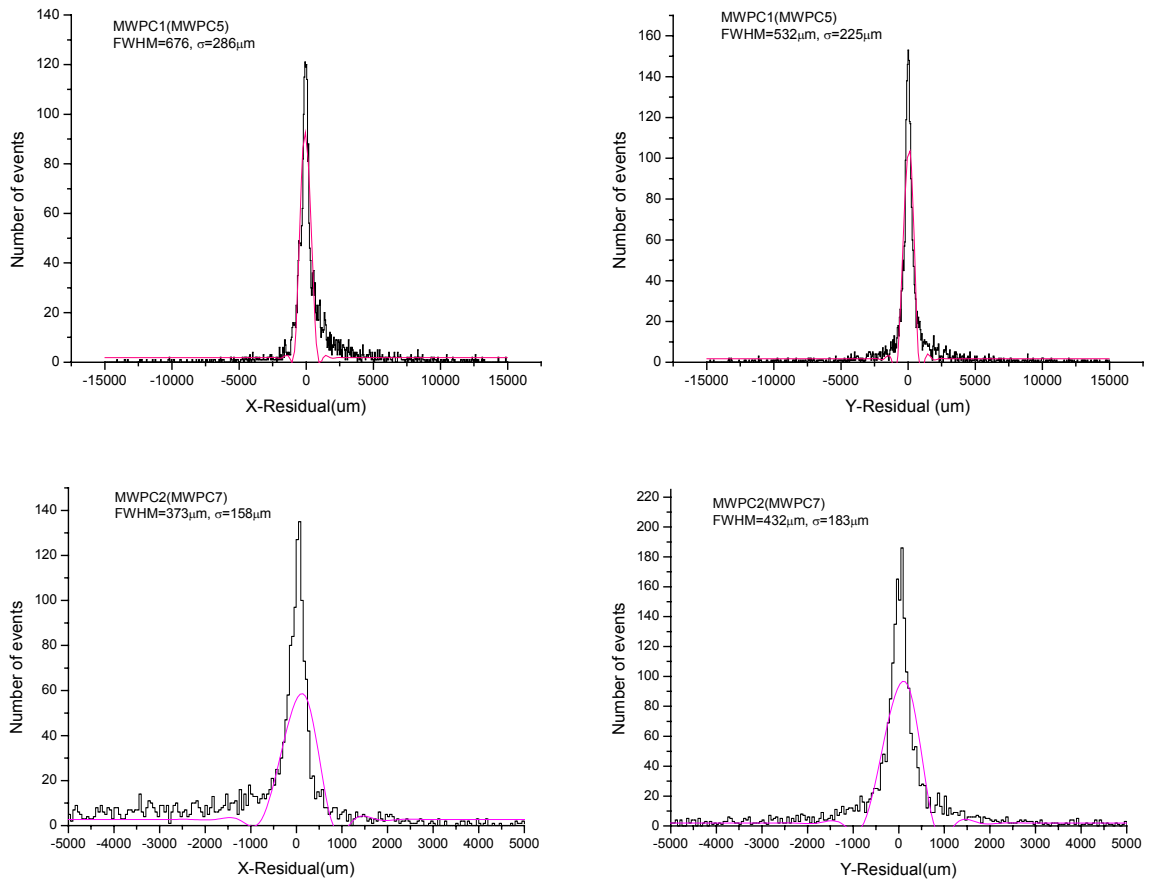 MWPC1(MWPC5)
FWHM=676, σ=286μm
Number of events
140
120
100
80
60
40
20
0
-15000 -10000 -5000 0 5000 10000 15000
X-Residual(um)
MWPC1(MWPC5)
FWHM=532μm, σ=225μm
Number of events
160
140
120
100
80
60
40
20
0
-15000 -10000 -5000 0 5000 10000 15000
Y-Residual (um)
MWPC2(MWPC7)
FWHM=373μm, σ=158μm
Number of events
140
120
100
80
60
40
20
0
-5000 -4000 -3000 -2000 -1000 0 1000 2000 3000 4000 5000
X-Residual(um)
MWPC2(MWPC7)
FWHM=432μm, σ=183μm
Number of events
220
200
180
160
140
120
100
80
60
40
20
0
-5000 -4000 -3000 -2000 -1000 0 1000 2000 3000 4000 5000
Y-Residual(um)